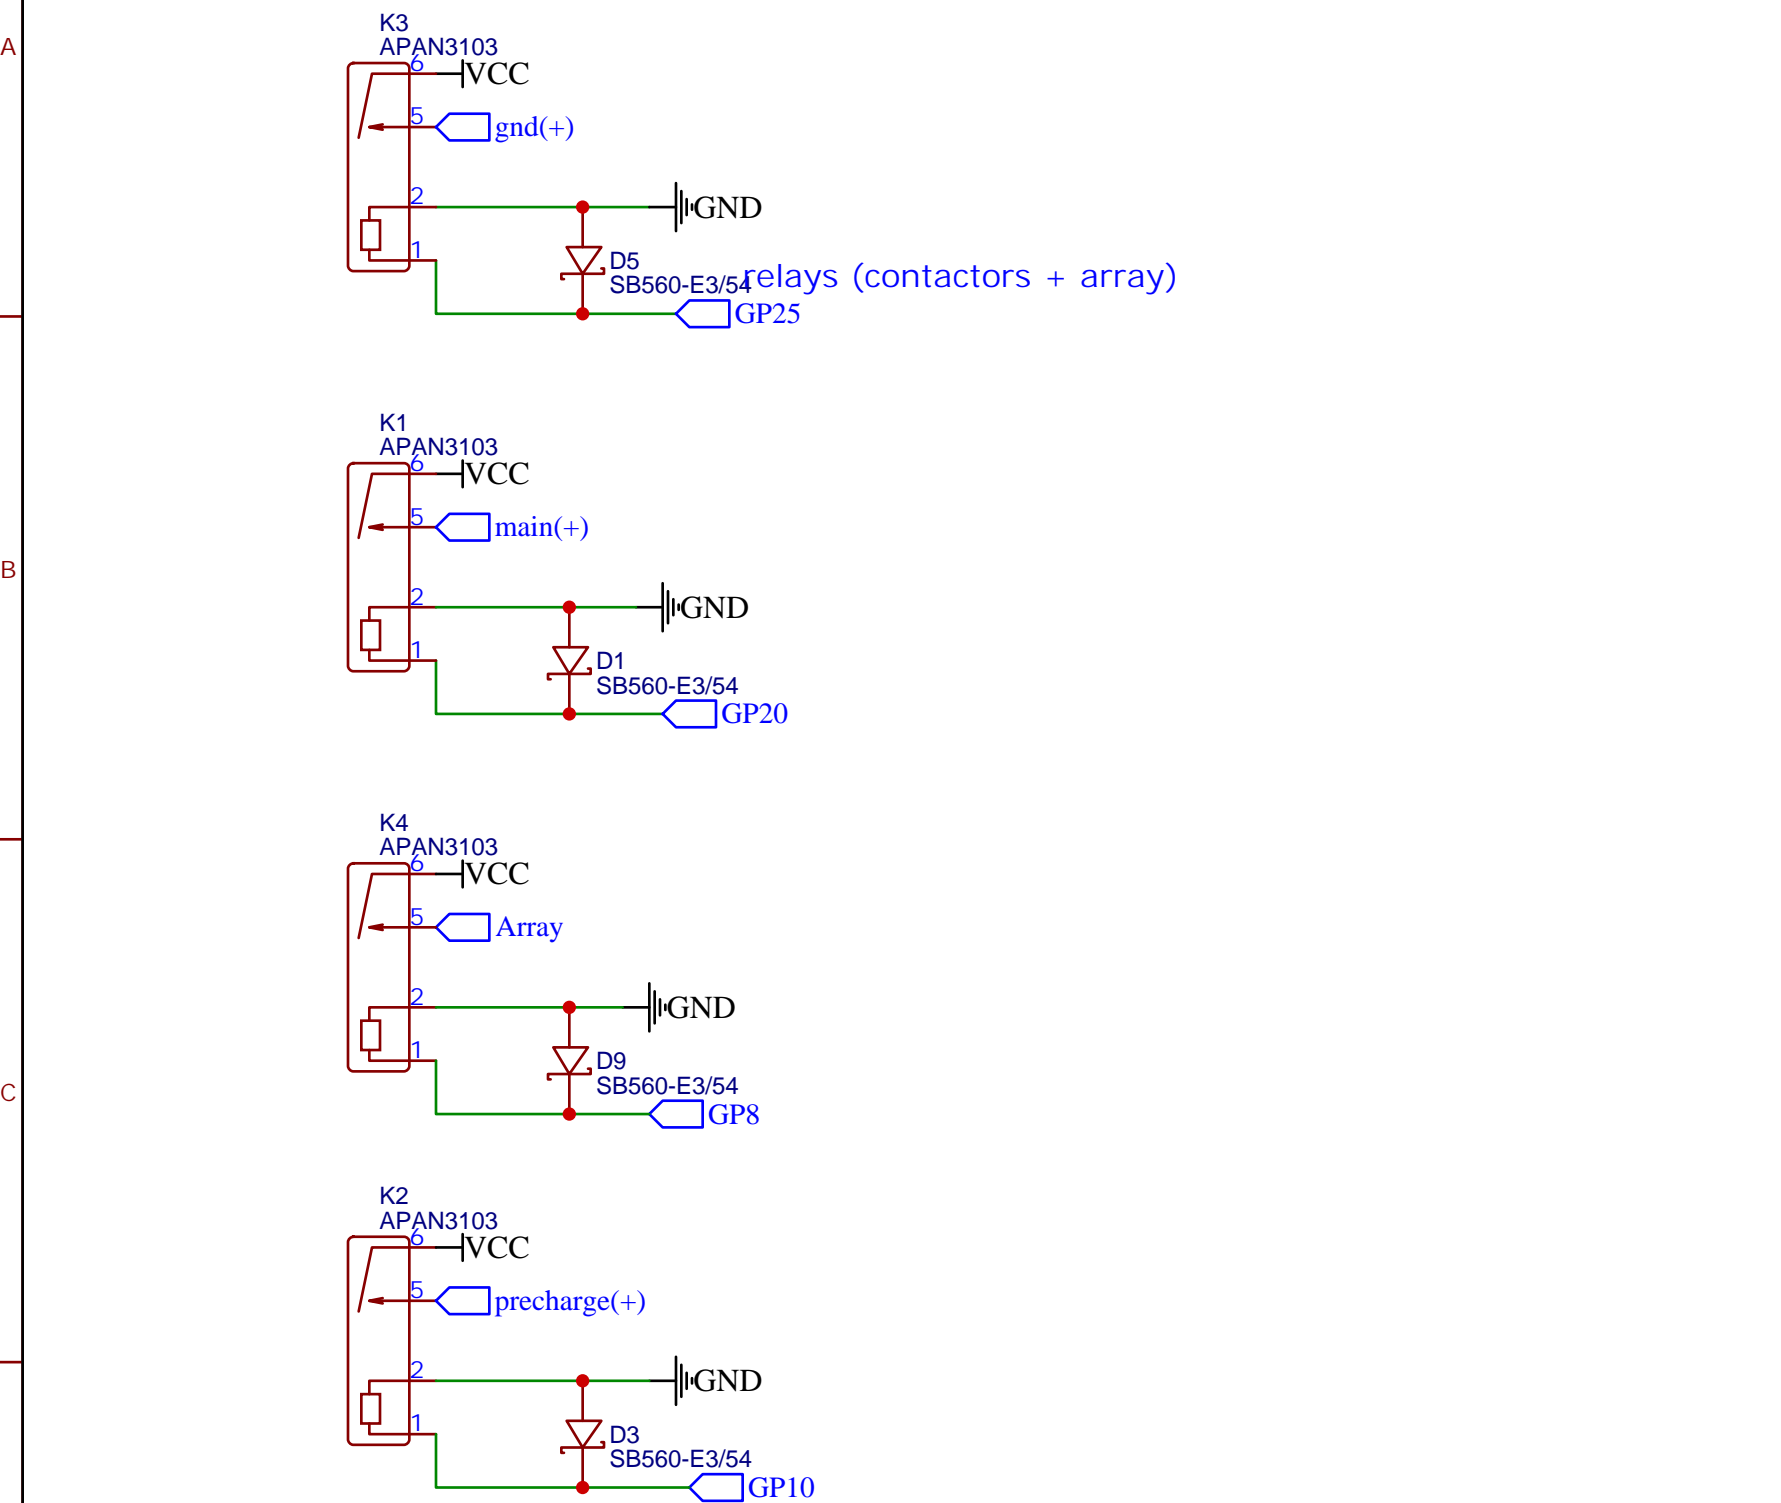 A
K3
APAN3103
6
VCC
5
gnd(+)
2
GND
1
D5
SB560-E3/54
relays (contactors + array)
GP25
K1
APAN3103
6
VCC
5
main(+)
B
2
GND
1
D1
SB560-E3/54
GP20
K4
APAN3103
6
VCC
5
Array
2
GND
1
D9
SB560-E3/54
C
GP8
K2
APAN3103
6
VCC
5
precharge(+)
2
GND
1
D3
SB560-E3/54
GP10